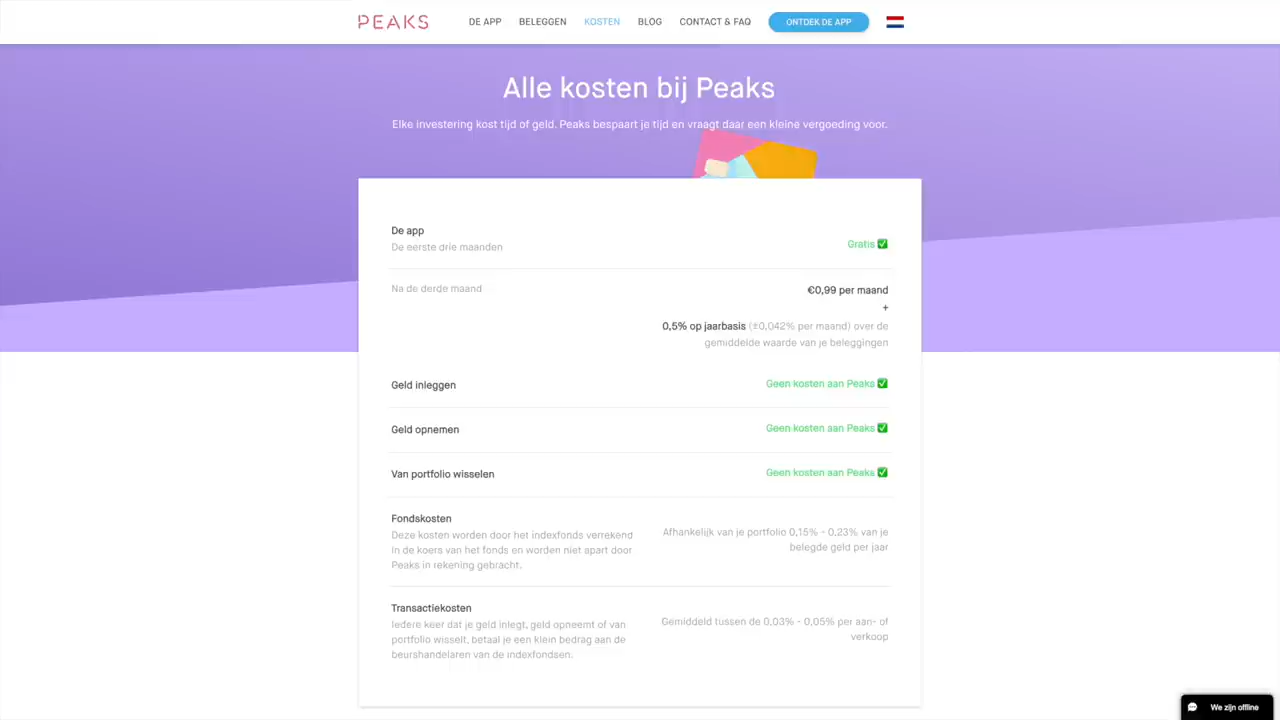 PEAKS DE APP BELEGGEN KOSTEN BLOG CONTACT & FAQ ONTDEK DE APP
Alle kosten bij Peaks
Elke investering kost tijd of geld. Peaks bespaart je tijd en vraagt daar een kleine vergoeding voor.
De app
De eerste drie maanden
Gratis ✅
Na de derde maand
€0,99 per maand
+
0,5% op jaarbasis (±0,042% per maand) over de
gemiddelde waarde van je beleggingen
Geld inleggen
Geen kosten aan Peaks ✅
Geld opnemen
Geen kosten aan Peaks ✅
Van portfolio wisselen
Geen kosten aan Peaks ✅
Fondskosten
Deze kosten worden door het indexfonds verrekend
in de koers van het fonds en worden niet apart door
Peaks in rekening gebracht.
Afhankelijk van je portfolio 0,15% - 0,23% van je
belegde geld per jaar
Transactiekosten
Iedere keer dat je geld inlegt, geld opneemt of van
portfolio wisselt, betaal je een klein bedrag aan de
beurshandelaren van de indexfondsen.
Gemiddeld tussen de 0,03% - 0,05% per aan- of
verkoop
We zijn offline